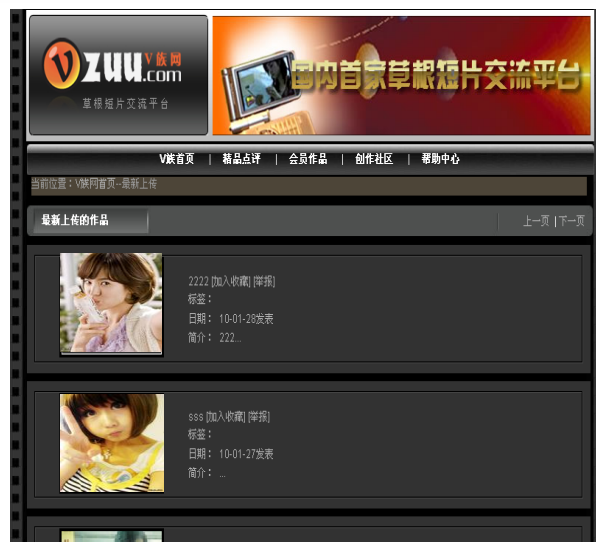 Vzuu V族网
.com
草根短片交流平台
国内首家草根短片交流平台
V族首页 | 精品点评 | 会员作品 | 创作社区 | 帮助中心
当前位置：V族网首页--最新上传
最新上传的作品
上一页 | 下一页
2222 [加入收藏] [举报]
标签：
日期： 10-01-28发表
简介： 222...
sss [加入收藏] [举报]
标签：
日期： 10-01-27发表
简介： ...